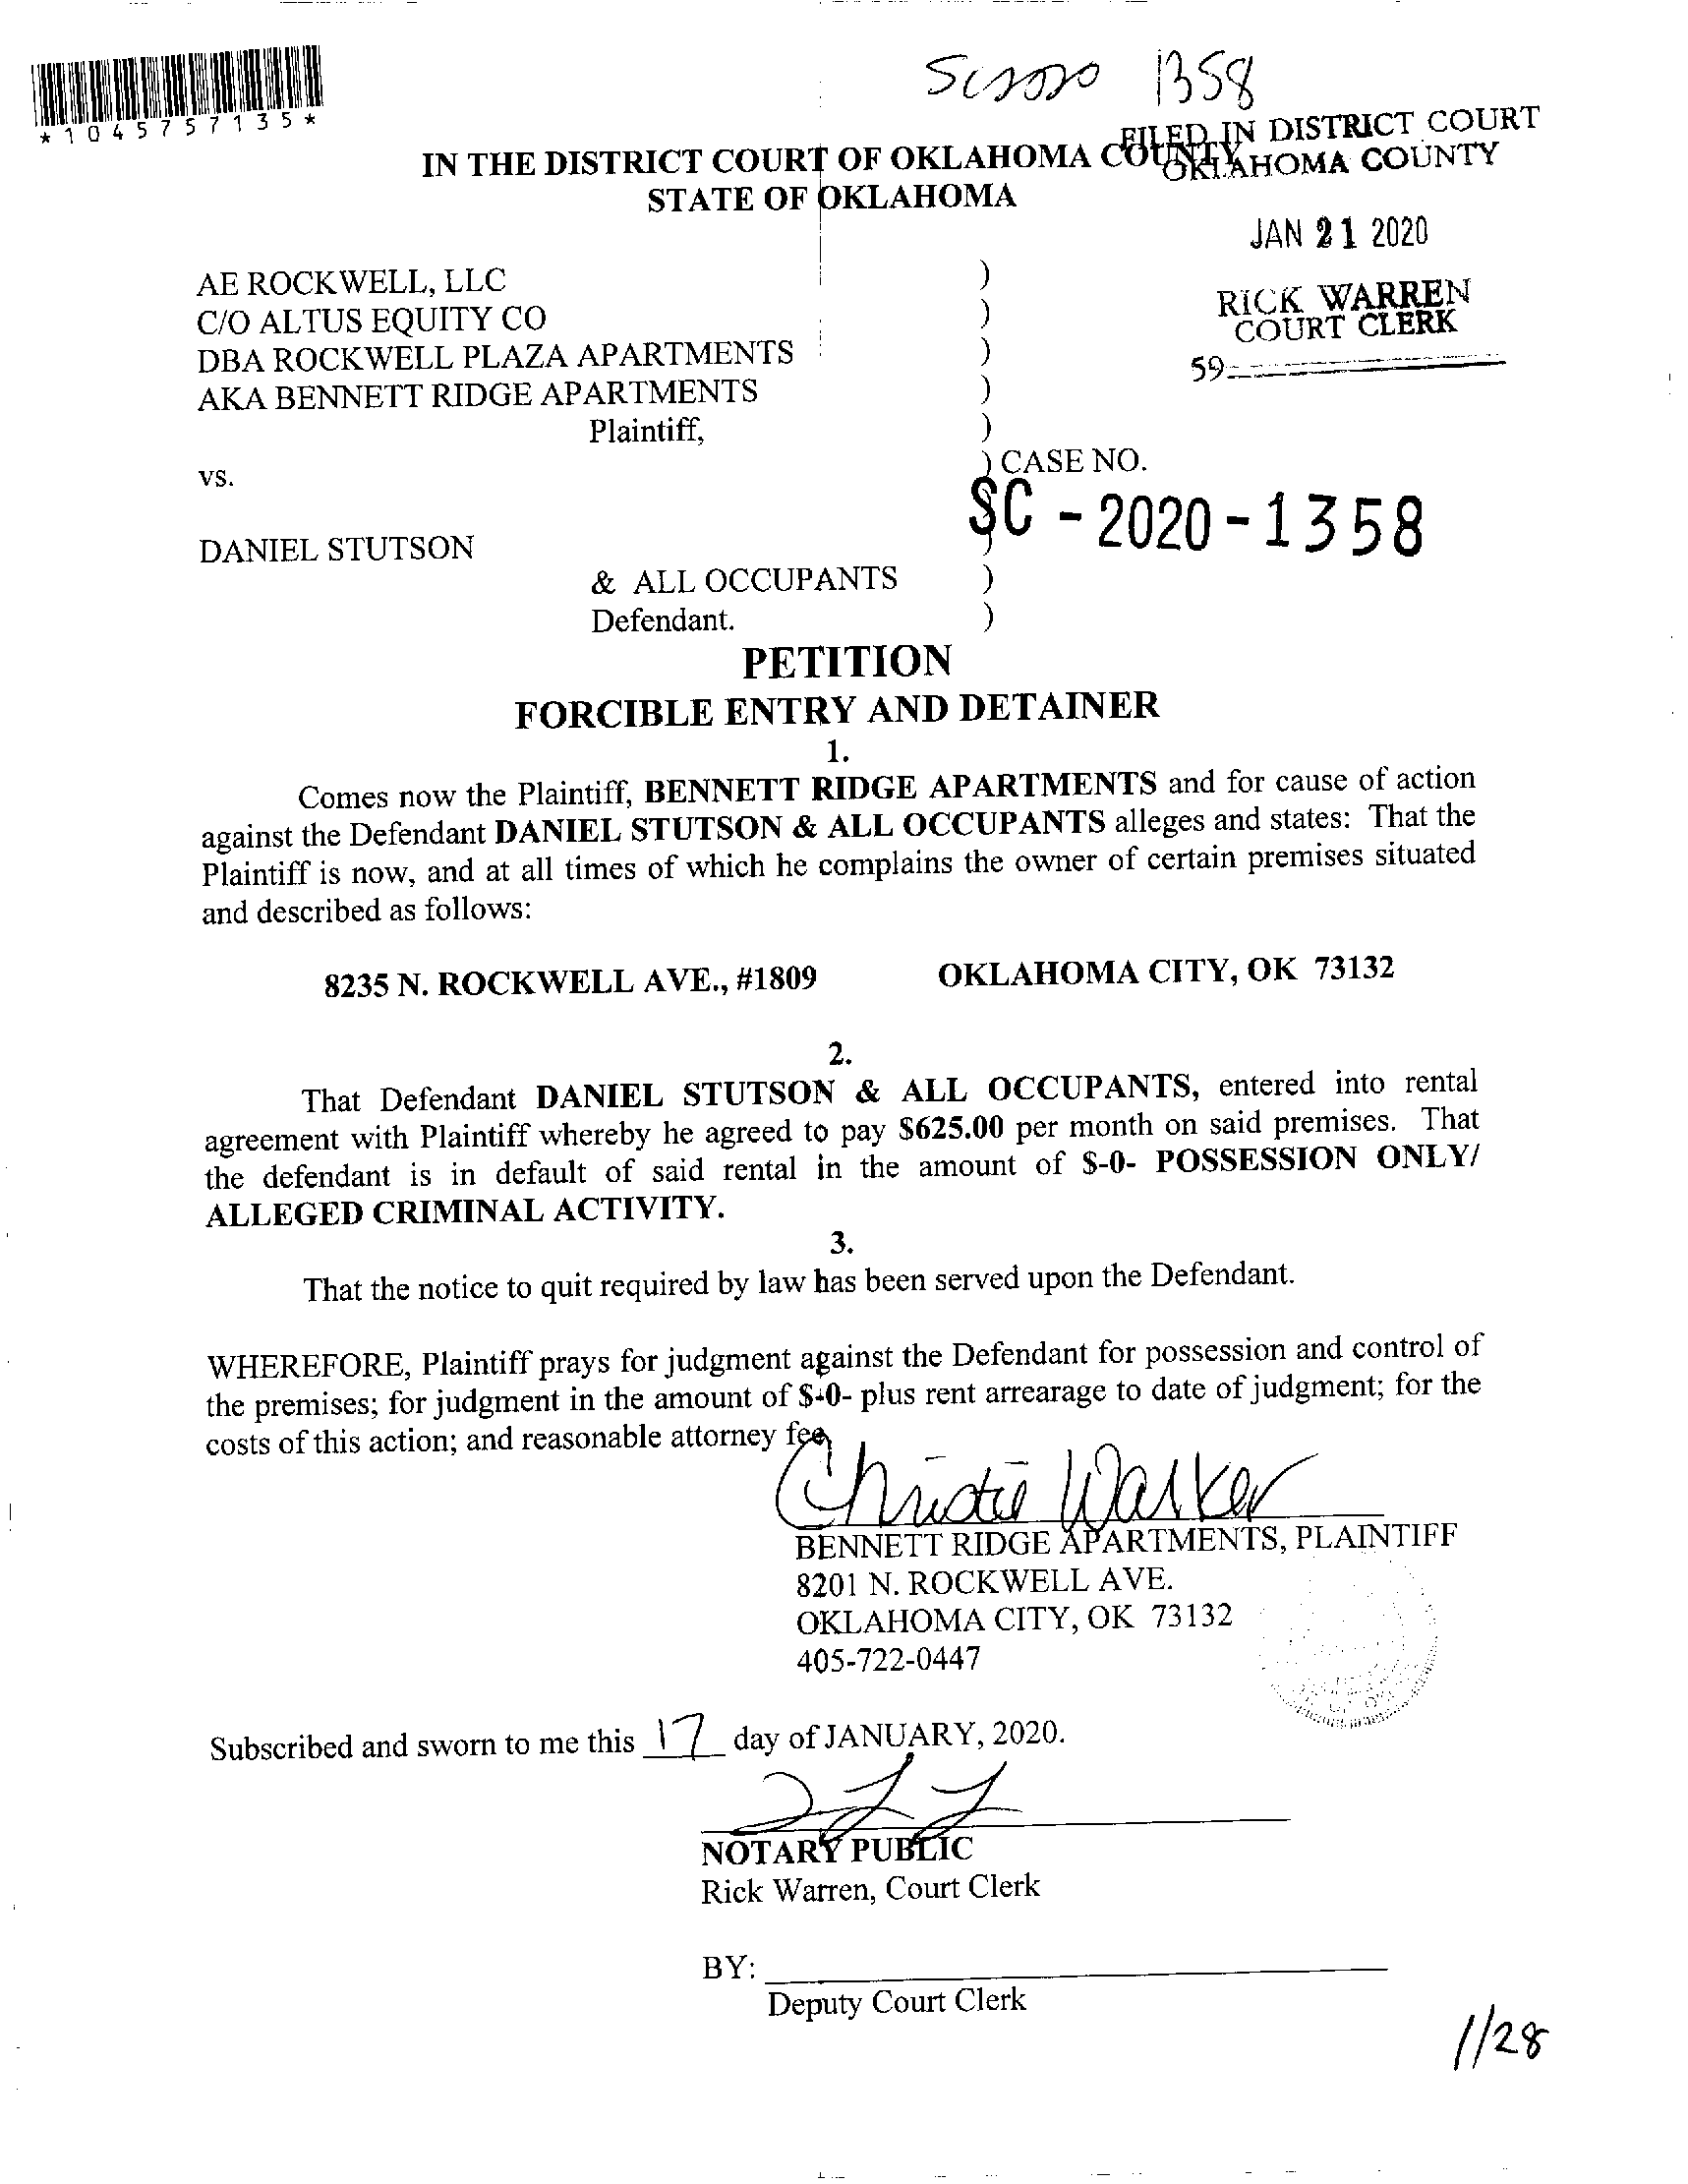 *1045757135*
1358
FILED IN DISTRICT COURT
OKLAHOMA COUNTY
IN THE DISTRICT COURT OF OKLAHOMA COUNTY
STATE OF OKLAHOMA
JAN 21 2020
RICK WARREN
COURT CLERK
59
AE ROCKWELL, LLC )
C/O ALTUS EQUITY CO )
DBA ROCKWELL PLAZA APARTMENTS )
AKA BENNETT RIDGE APARTMENTS )
Plaintiff, )
) CASE NO.
vs.
SC - 2020 - 1358
DANIEL STUTSON )
& ALL OCCUPANTS )
Defendant. )
PETITION
FORCIBLE ENTRY AND DETAINER
1.
Comes now the Plaintiff, BENNETT RIDGE APARTMENTS and for cause of action
against the Defendant DANIEL STUTSON & ALL OCCUPANTS alleges and states: That the
Plaintiff is now, and at all times of which he complains the owner of certain premises situated
and described as follows:
8235 N. ROCKWELL AVE., #1809 OKLAHOMA CITY, OK 73132
2.
That Defendant DANIEL STUTSON & ALL OCCUPANTS, entered into rental
agreement with Plaintiff whereby he agreed to pay $625.00 per month on said premises. That
the defendant is in default of said rental in the amount of $-0- POSSESSION ONLY/
ALLEGED CRIMINAL ACTIVITY.
3.
That the notice to quit required by law has been served upon the Defendant.
WHEREFORE, Plaintiff prays for judgment against the Defendant for possession and control of
the premises; for judgment in the amount of $-0- plus rent arrearage to date of judgment; for the
costs of this action; and reasonable attorney fee
Christie Walker
BENNETT RIDGE APARTMENTS, PLAINTIFF
8201 N. ROCKWELL AVE.
OKLAHOMA CITY, OK 73132
405-722-0447
Subscribed and sworn to me this 17 day of JANUARY, 2020.
NOTARY PUBLIC
Rick Warren, Court Clerk
BY:
Deputy Court Clerk
1/28